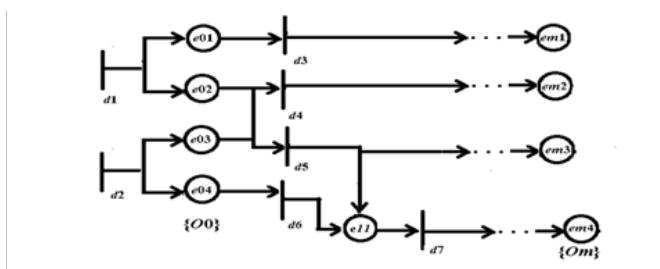 e01
em1
d3
e02
em2
d1
d4
e03
em3
d5
e04
d2
{O0}
d6
e11
em4
d7
{Om}